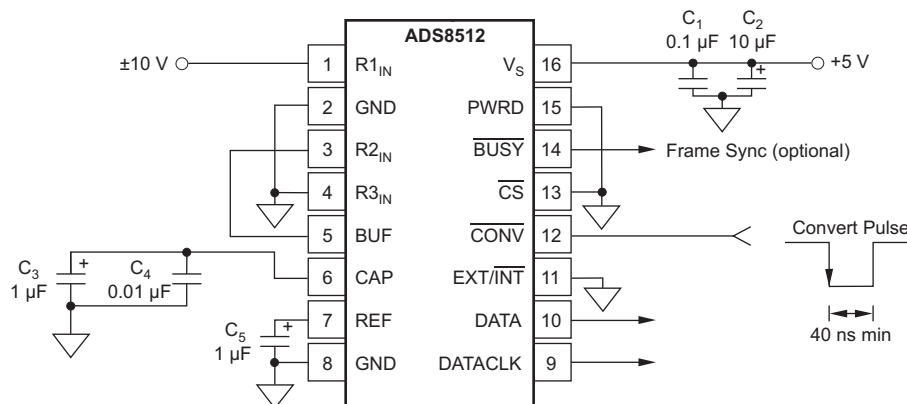 ADS8512
±10 V
1 R1IN
2 GND
3 R2IN
4 R3IN
5 BUF
6 CAP
7 REF
8 GND
VS 16
PWRD 15
BUSY 14
CS 13
CONV 12
EXT/INT 11
DATA 10
DATACLK 9
C1
0.1 µF
C2
10 µF
+
+5 V
Frame Sync (optional)
Convert Pulse
40 ns min
C3
1 µF
+
C4
0.01 µF
C5
1 µF
+